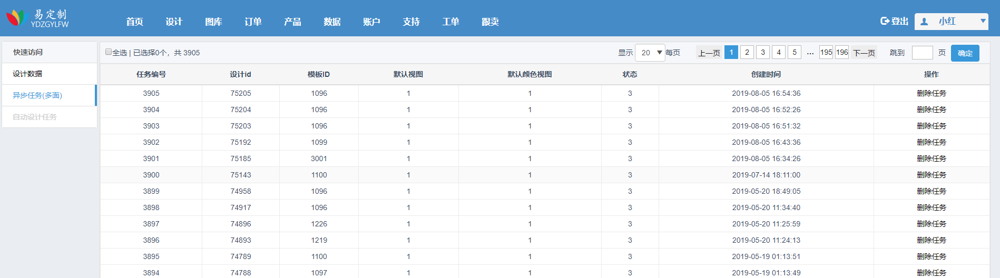 易定制
YDZGYLFW
首页 设计 图库 订单 产品 数据 账户 支持 工单 跟卖
登出 小红
快速访问
设计数据
异步任务(多面)
自动设计任务
全选 | 已选择0个，共 3905
显示 20 每页 上一页 1 2 3 4 5 ... 195 196 下一页 跳到 页 确定
任务编号 设计id 模板ID 默认视图 默认颜色视图 状态 创建时间 操作
3905 75205 1096 1 1 3 2019-08-05 16:54:36 删除任务
3904 75204 1096 1 1 3 2019-08-05 16:52:26 删除任务
3903 75203 1096 1 1 3 2019-08-05 16:51:32 删除任务
3902 75192 1099 1 1 3 2019-08-05 16:43:36 删除任务
3901 75185 3001 1 1 3 2019-08-05 16:34:26 删除任务
3900 75143 1100 1 1 3 2019-07-14 18:11:00 删除任务
3899 74958 1096 1 1 3 2019-05-20 18:49:05 删除任务
3898 74917 1096 1 1 3 2019-05-20 11:34:40 删除任务
3897 74896 1226 1 1 3 2019-05-20 11:25:59 删除任务
3896 74893 1219 1 1 3 2019-05-20 11:24:13 删除任务
3895 74789 1100 1 1 3 2019-05-19 01:13:51 删除任务
3894 74788 1097 1 1 3 2019-05-19 01:13:49 删除任务